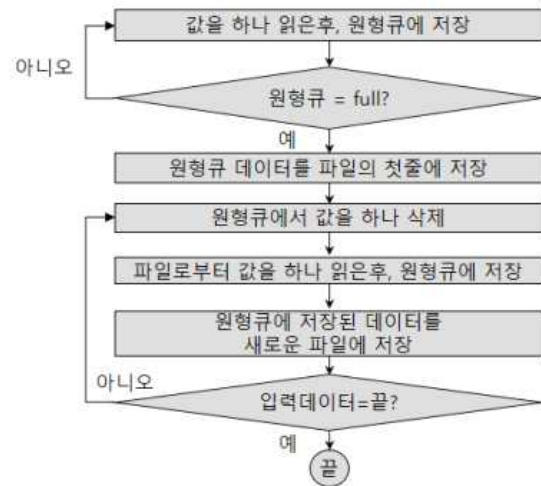 값을 하나 읽은후, 원형큐에 저장
아니오
원형큐 = full?
예
원형큐 데이터를 파일의 첫줄에 저장
원형큐에서 값을 하나 삭제
파일로부터 값을 하나 읽은후, 원형큐에 저장
원형큐에 저장된 데이터를
새로운 파일에 저장
아니오
입력데이터=끝?
예
끝